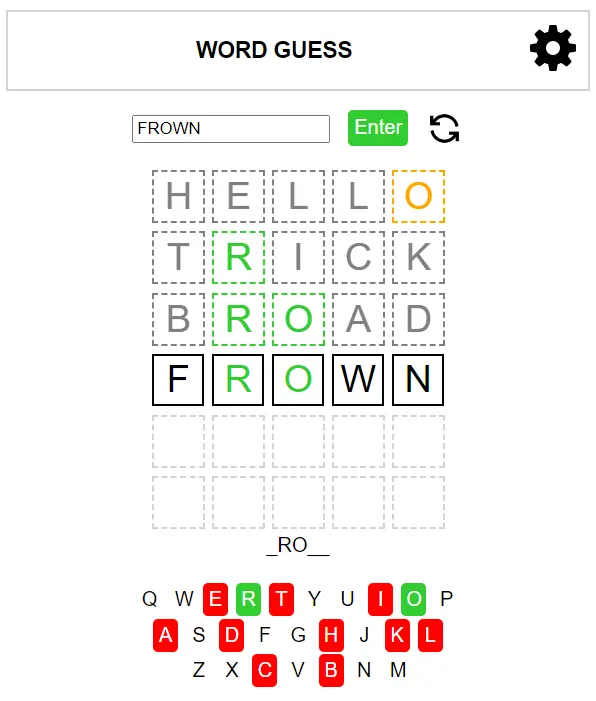 WORD GUESS
FROWN Enter
H E L L O
T R I C K
B R O A D
F R O W N
_RO__
Q W E R T Y U I O P
A S D F G H J K L
Z X C V B N M